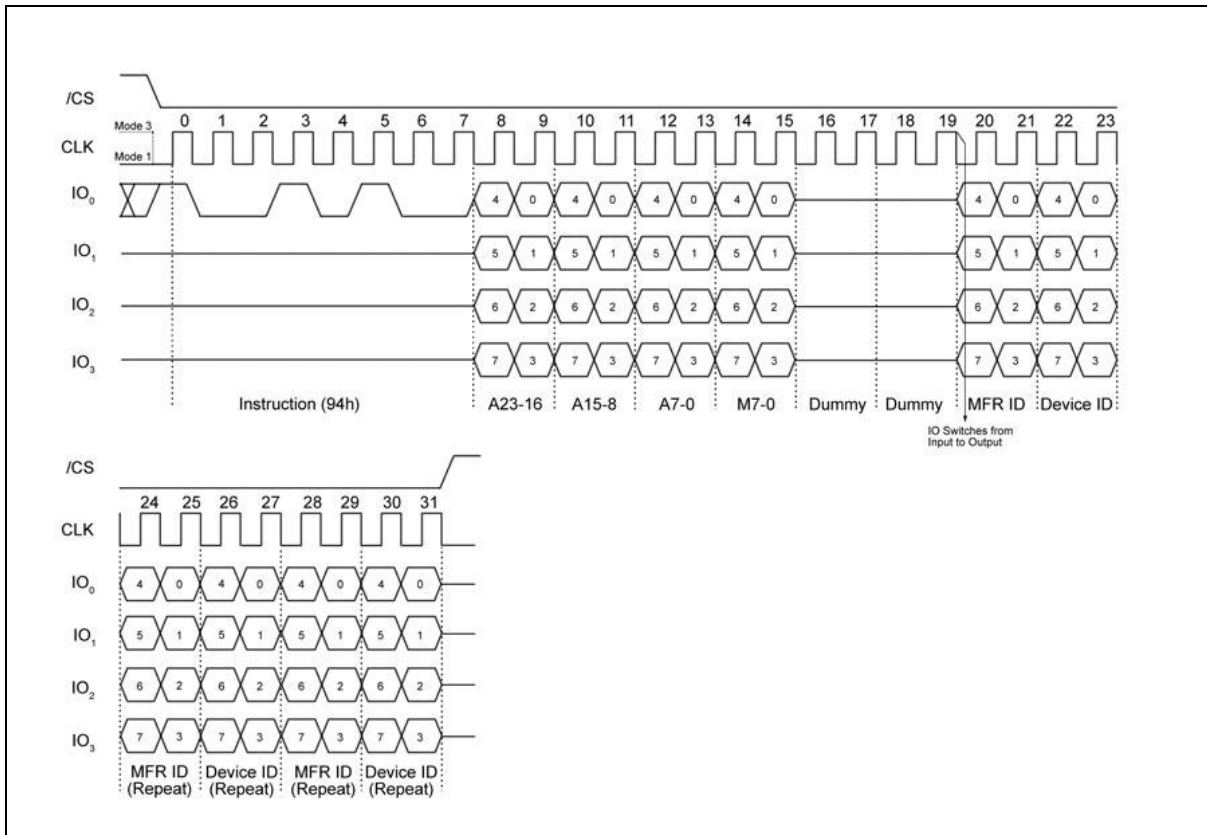 /CS
Mode 3 0 1 2 3 4 5 6 7 8 9 10 11 12 13 14 15 16 17 18 19 20 21 22 23
CLK
Mode 1
IO0
4 0 4 0 4 0 4 0 4 0 4 0
IO1
5 1 5 1 5 1 5 1 5 1 5 1
IO2
6 2 6 2 6 2 6 2 6 2 6 2
IO3
7 3 7 3 7 3 7 3 7 3 7 3
Instruction (94h) A23-16 A15-8 A7-0 M7-0 Dummy Dummy MFR ID Device ID
IO Switches from
Input to Output
/CS
24 25 26 27 28 29 30 31
CLK
IO0
4 0 4 0 4 0 4 0
IO1
5 1 5 1 5 1 5 1
IO2
6 2 6 2 6 2 6 2
IO3
7 3 7 3 7 3 7 3
MFR ID Device ID MFR ID Device ID
(Repeat) (Repeat) (Repeat) (Repeat)